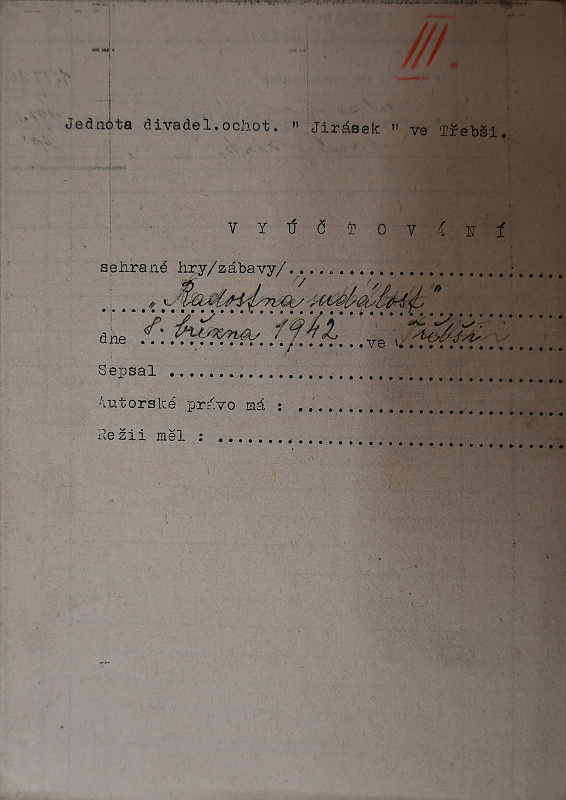 III.
Jednota divadel.ochot. " Jirásek " ve Třebši.
V Y Ú Č T O V Á N Í
sehrané hry/zábavy/..............................
..."Radostná událost"...
dne 8. března 1942 ve Třebši
Sepsal ..............................
Autorské právo má : ..............................
Režii měl : ..............................